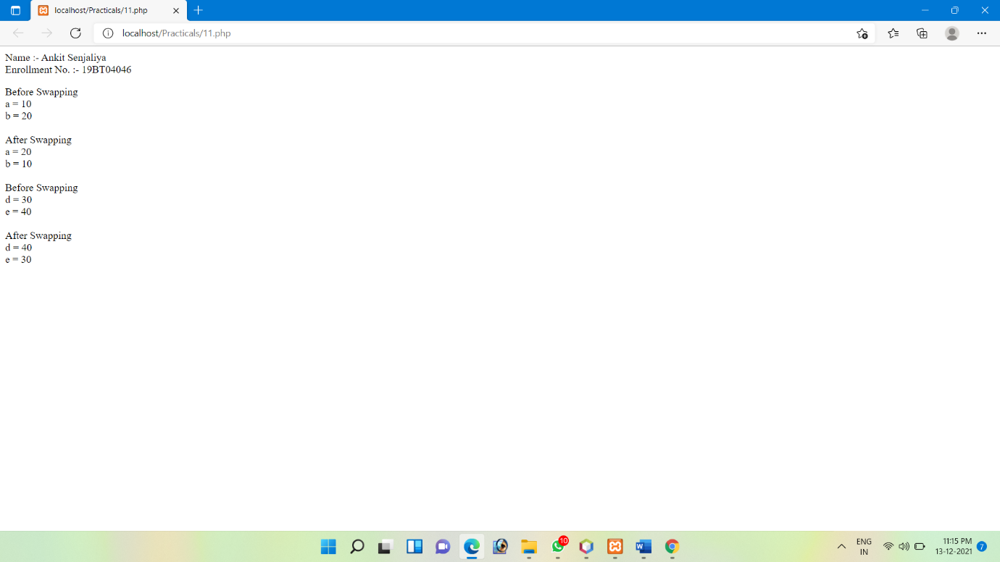 localhost/Practicals/11.php
localhost/Practicals/11.php
Name :- Ankit Senjaliya
Enrollment No. :- 19BT04046
Before Swapping
a = 10
b = 20
After Swapping
a = 20
b = 10
Before Swapping
d = 30
e = 40
After Swapping
d = 40
e = 30
10
W
ENG
IN
11:15 PM
13-12-2021
7